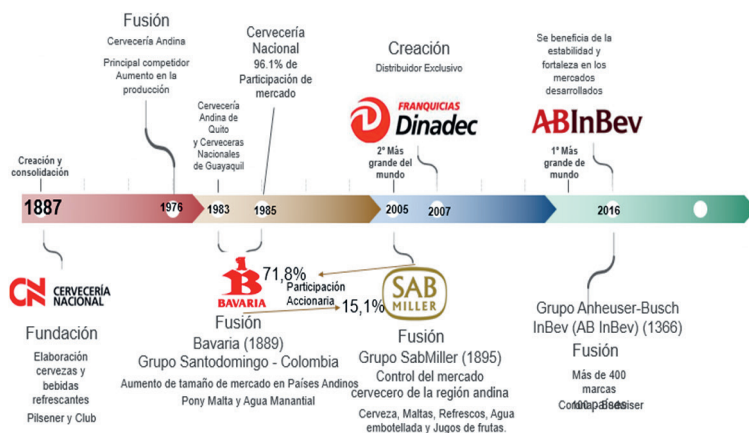 Fusión
Cervecería Andina
Principal competidor
Aumento en la
producción
Cervecería
Nacional
96.1% de
Participación de
mercado
Creación
Distribuidor Exclusivo
Se beneficia de la
estabilidad y
fortaleza en los
mercados
desarrollados
Cervecería
Andina de
Quito
y Cerveceras
Nacionales
de Guayaquil
FRANQUICIAS
Dinadec
ABInBev
Creación y
consolidación
2º Más
grande del
mundo
1º Más
grande de
mundo
1887
1976
1983
1985
2005
2007
2016
CN CERVECERÍA
NACIONAL
Fundación
Elaboración
cervezas y
bebidas
refrescantes
Pilsener y Club
1
B
BAVARIA
71,8%
Participación
Accionaria
15,1%
SAB
MILLER
Fusión
Bavaria (1889)
Grupo Santodomingo - Colombia
Aumento de tamaño de mercado en Países Andinos
Pony Malta y Agua Manantial
Fusión
Grupo SabMiller (1895)
Control del mercado
cervecero de la región andina
Cerveza, Maltas, Refrescos, Agua
embotellada y Jugos de frutas.
Grupo Anheuser-Busch
InBev (AB InBev) (1366)
Fusión
Más de 400
marcas